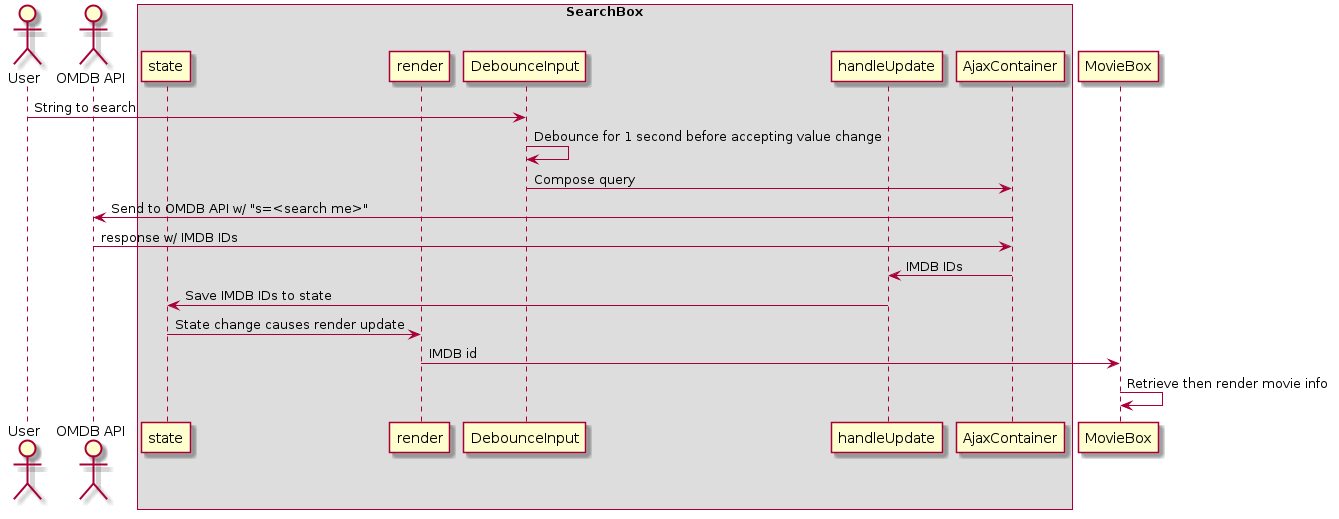 SearchBox
User
OMDB API
state
render
DebounceInput
handleUpdate
AjaxContainer
MovieBox
String to search
Debounce for 1 second before accepting value change
Compose query
Send to OMDB API w/ "s=<search me>"
response w/ IMDB IDs
IMDB IDs
Save IMDB IDs to state
State change causes render update
IMDB id
Retrieve then render movie info
User
OMDB API
state
render
DebounceInput
handleUpdate
AjaxContainer
MovieBox